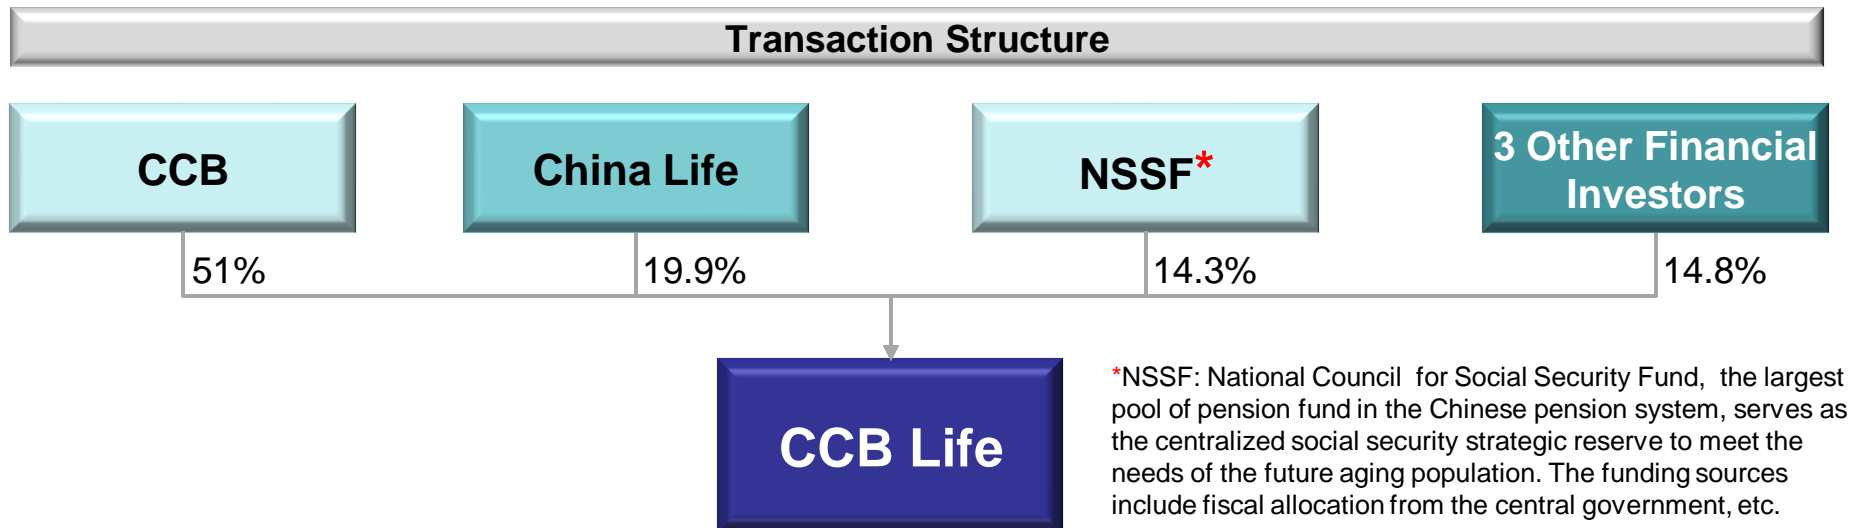 Transaction Structure
CCB
China Life
NSSF*
3 Other Financial
Investors
51%
19.9%
14.3%
14.8%
CCB Life
*NSSF: National Council for Social Security Fund, the largest
pool of pension fund in the Chinese pension system, serves as
the centralized social security strategic reserve to meet the
needs of the future aging population. The funding sources
include fiscal allocation from the central government, etc.